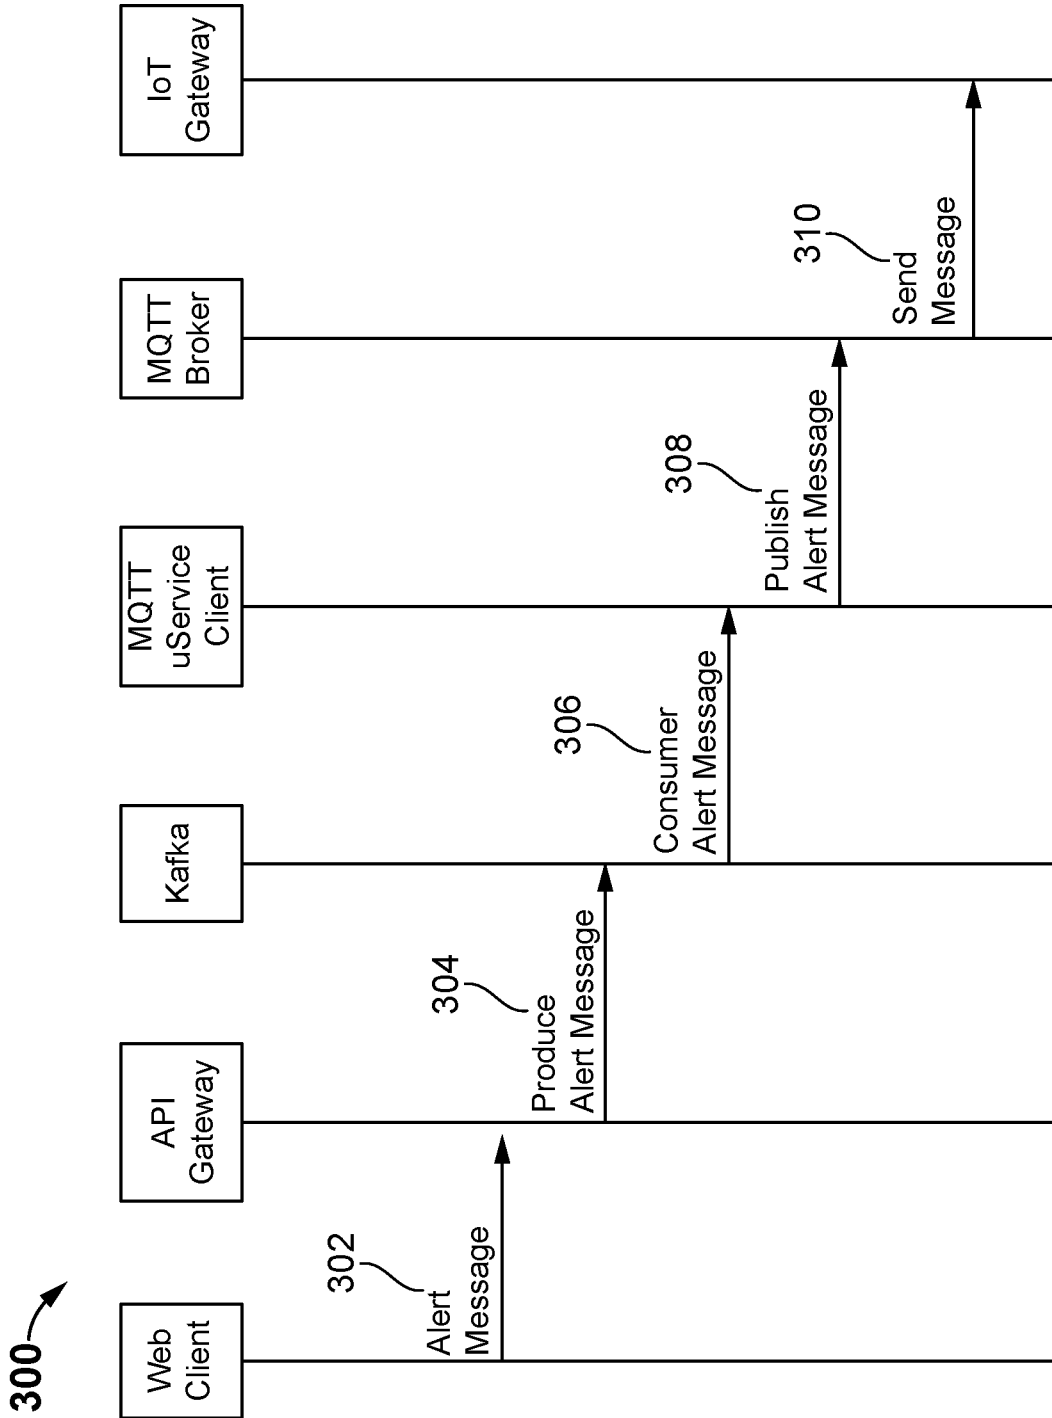 300
Web
Client
API
Gateway
Kafka
MQTT
uService
Client
MQTT
Broker
IoT
Gateway
302
Alert
Message
304
Produce
Alert Message
306
Consumer
Alert Message
308
Publish
Alert Message
310
Send
Message